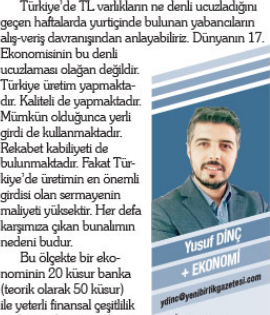 Türkiye'de TL varlıkların ne denli ucuzladığını
geçen haftalarda yurtiçinde bulunan yabancıların
alış-veriş davranışından anlayabiliriz. Dünyanın 17.
Ekonomisinin bu denli
ucuzlaması olağan değildir.
Türkiye üretim yapmakta-
dır. Kaliteli de yapmaktadır.
Mümkün olduğunca yerli
girdi de kullanmaktadır.
Rekabet kabiliyeti de
bulunmaktadır. Fakat Tür-
kiye'de üretimin en önemli
girdisi olan sermayenin
maliyeti yüksektir. Her defa
karşımıza çıkan bunalımın
nedeni budur.
Bu ölçekte bir eko-
nominin 20 küsur banka
(teorik olarak 50 küsur)
ile yeterli finansal çeşitlilik
Yusuf DİNÇ
+ EKONOMİ
ydinc@yenibirlikgazetesi.com